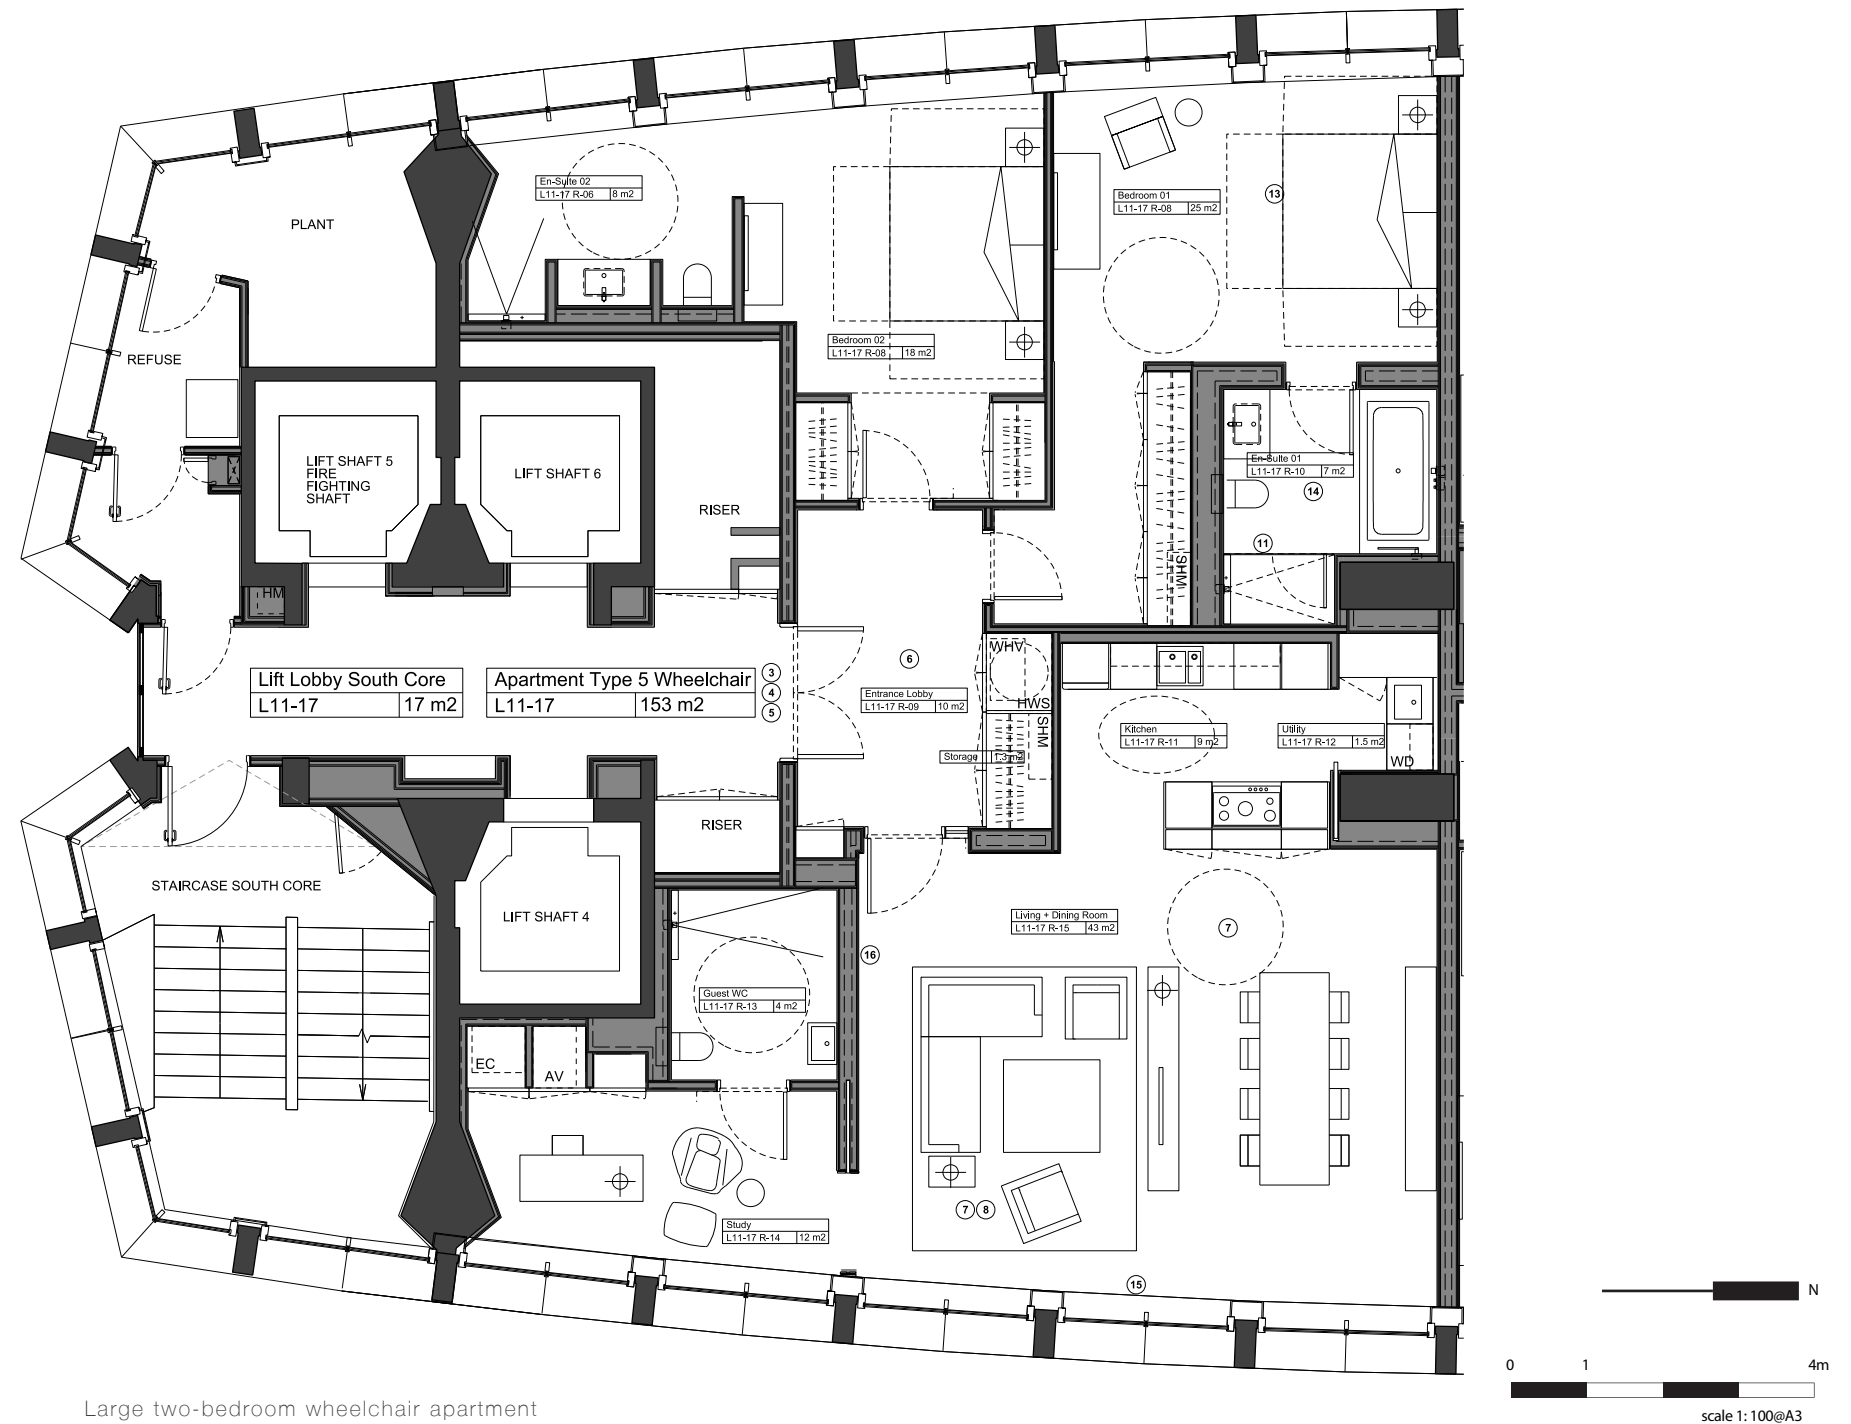 En-Suite 02
L11-17 R-06 8 m2
Bedroom 01
L11-17 R-08 25 m2
13
PLANT
REFUSE
Bedroom 02
L11-17 R-08 18 m2
LIFT SHAFT 5
FIRE
FIGHTING
SHAFT
LIFT SHAFT 6
RISER
En-Suite 01
L11-17 R-10 7 m2
14
11
SHM
HM
Lift Lobby South Core
L11-17 17 m2
Apartment Type 5 Wheelchair
L11-17 153 m2
3
4
5
6
Entrance Lobby
L11-17 R-09 10 m2
WHV
HWS
SHM
Storage 1.3 m2
Kitchen
L11-17 R-11 9 m2
Utility
L11-17 R-12 1.5 m2
WD
RISER
STAIRCASE SOUTH CORE
LIFT SHAFT 4
Living + Dining Room
L11-17 R-15 43 m2
7
16
Guest WC
L11-17 R-13 4 m2
EC
AV
7
8
Study
L11-17 R-14 12 m2
15
N
0 1 4m
scale 1:100@A3
Large two-bedroom wheelchair apartment